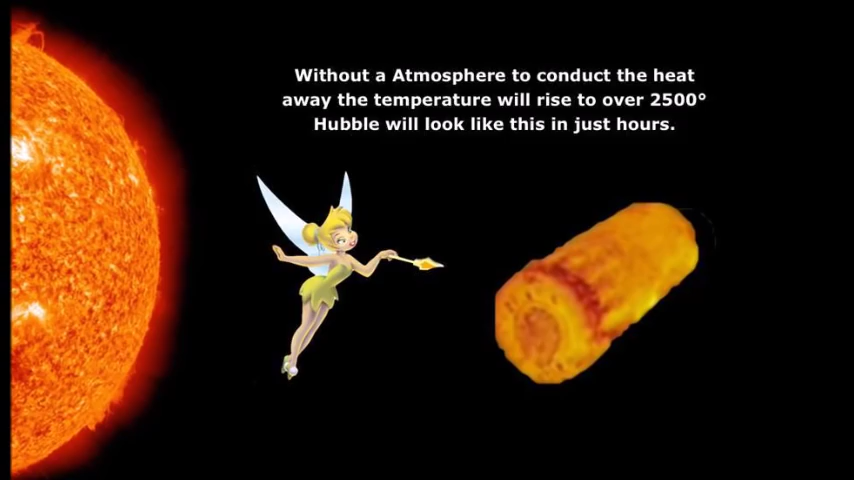 Without a Atmosphere to conduct the heat
away the temperature will rise to over 2500°
Hubble will look like this in just hours.